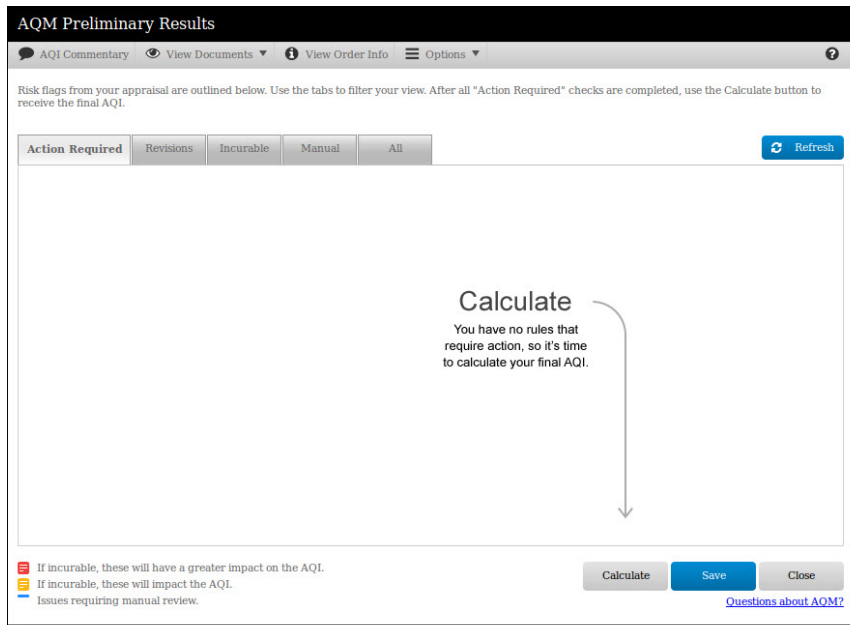 AQM Preliminary Results
AQI Commentary View Documents View Order Info Options
Risk flags from your appraisal are outlined below. Use the tabs to filter your view. After all "Action Required" checks are completed, use the Calculate button to
receive the final AQI.
Action Required Revisions Incurable Manual All Refresh
Calculate
You have no rules that
require action, so it's time
to calculate your final AQI.
If incurable, these will have a greater impact on the AQI.
If incurable, these will impact the AQI.
Issues requiring manual review.
Calculate Save Close
Questions about AQM?